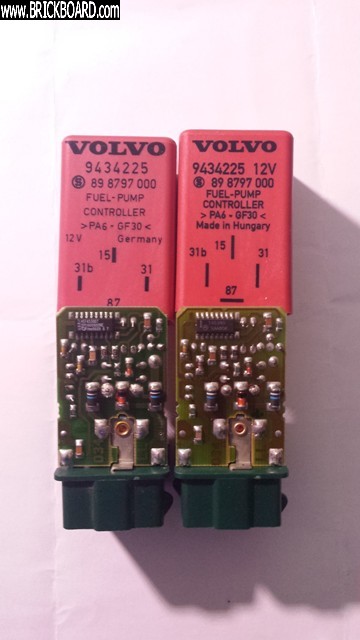 www.BRICKBOARD.com
VOLVO
9434225
S 89 8797 000
FUEL-PUMP
CONTROLLER
>PA6-GF30<
12V Germany
15
31b 31
87
VOLVO
9434225 12V
S 89 8797 000
FUEL-PUMP
CONTROLLER
>PA6-GF30<
Made in Hungary
15
31b 31
87